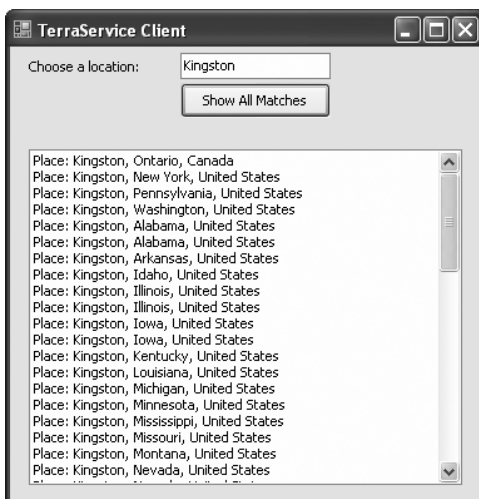 TerraService Client
Choose a location: Kingston
Show All Matches
Place: Kingston, Ontario, Canada
Place: Kingston, New York, United States
Place: Kingston, Pennsylvania, United States
Place: Kingston, Washington, United States
Place: Kingston, Alabama, United States
Place: Kingston, Alabama, United States
Place: Kingston, Arkansas, United States
Place: Kingston, Idaho, United States
Place: Kingston, Illinois, United States
Place: Kingston, Illinois, United States
Place: Kingston, Iowa, United States
Place: Kingston, Iowa, United States
Place: Kingston, Kentucky, United States
Place: Kingston, Louisiana, United States
Place: Kingston, Michigan, United States
Place: Kingston, Minnesota, United States
Place: Kingston, Mississippi, United States
Place: Kingston, Missouri, United States
Place: Kingston, Montana, United States
Place: Kingston, Nevada, United States